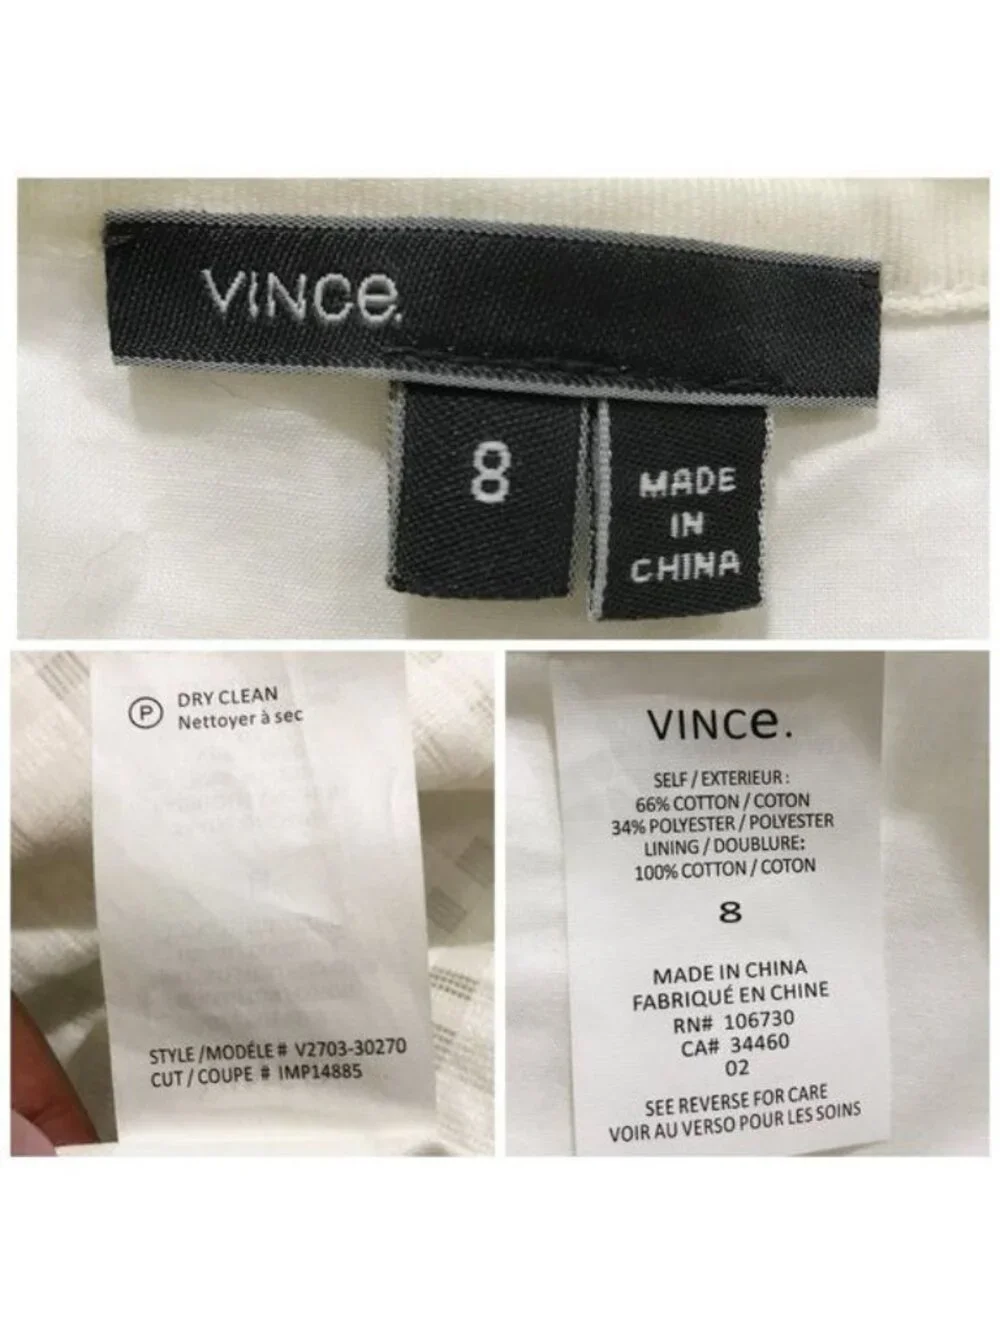 VINCe.
8
MADE
IN
CHINA
P
DRY CLEAN
Nettoyer à sec
STYLE / MODÉLE # V2703-30270
CUT / COUPE # IMP14885
VINCe.
SELF / EXTERIEUR :
66% COTTON / COTON
34% POLYESTER / POLYESTER
LINING / DOUBLURE:
100% COTTON / COTON
8
MADE IN CHINA
FABRIQUÉ EN CHINE
RN# 106730
CA# 34460
02
SEE REVERSE FOR CARE
VOIR AU VERSO POUR LES SOINS